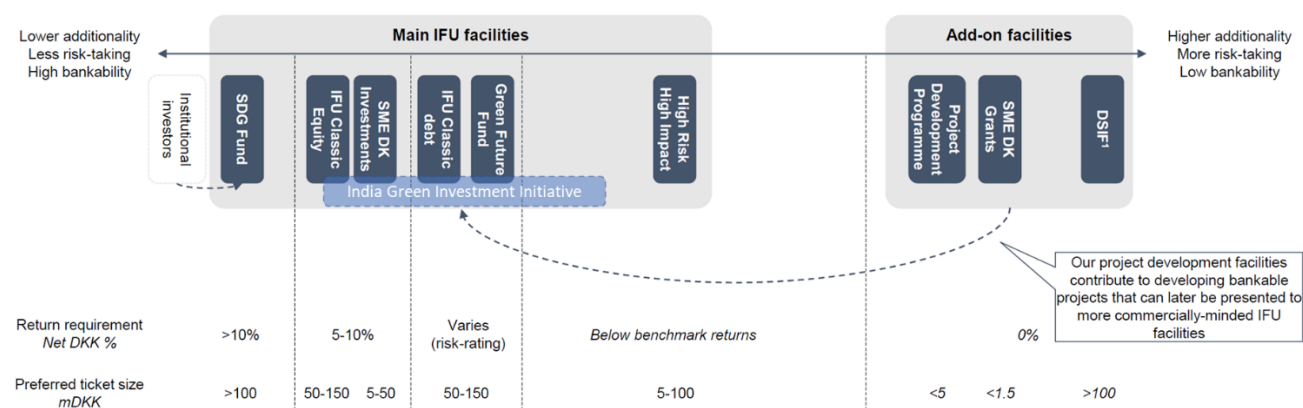 Main IFU facilities
Add-on facilities
Lower additionality
Less risk-taking
High bankability
Higher additionality
More risk-taking
Low bankability
Institutional
investors
SDG Fund
IFU Classic
Equity
SME DK
Investments
IFU Classic
debt
Green Future
Fund
High Risk
High Impact
Project
Development
Programme
SME DK
Grants
DSIF¹
India Green Investment Initiative
Our project development facilities
contribute to developing bankable
projects that can later be presented to
more commercially-minded IFU
facilities
Return requirement
Net DKK %
>10%
5-10%
Varies
(risk-rating)
Below benchmark returns
0%
Preferred ticket size
mDKK
>100
50-150
5-50
50-150
5-100
<5
<1.5
>100